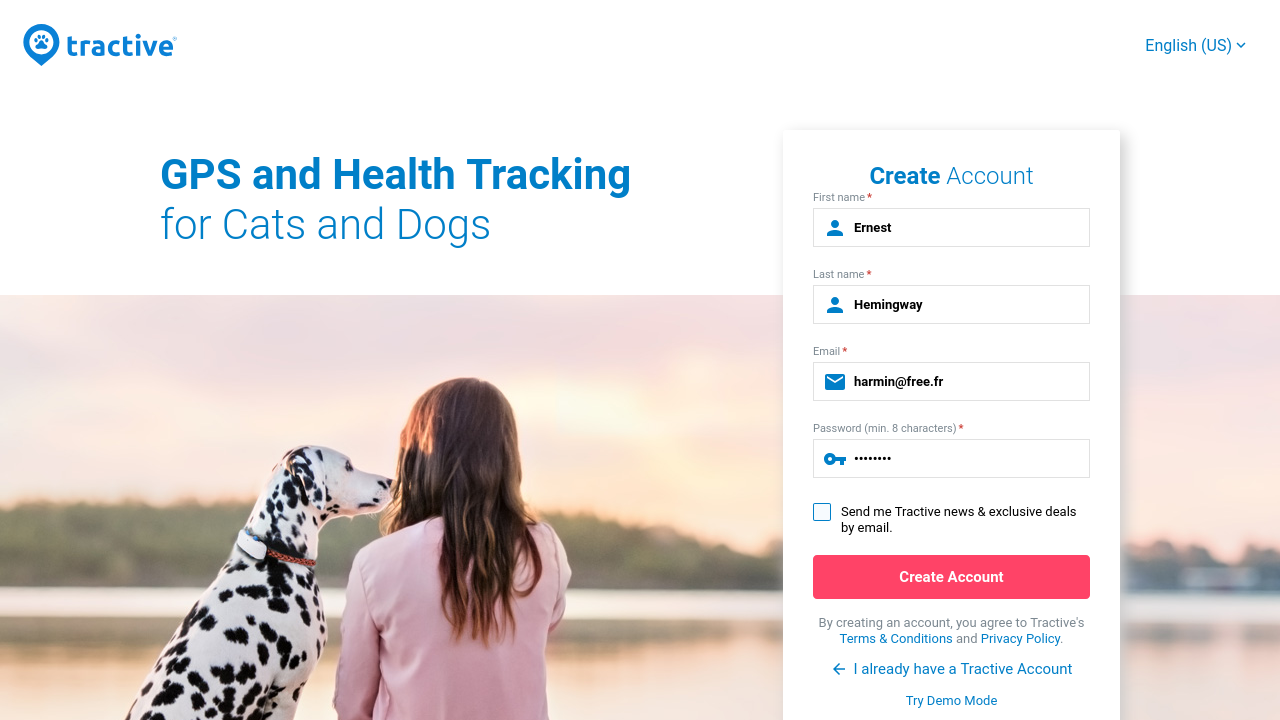 tractive
English (US)
GPS and Health Tracking
for Cats and Dogs
Create Account
First name *
Ernest
Last name *
Hemingway
Email *
harmin@free.fr
Password (min. 8 characters) *
••••••••
Send me Tractive news & exclusive deals
by email.
Create Account
By creating an account, you agree to Tractive's
Terms & Conditions and Privacy Policy.
I already have a Tractive Account
Try Demo Mode